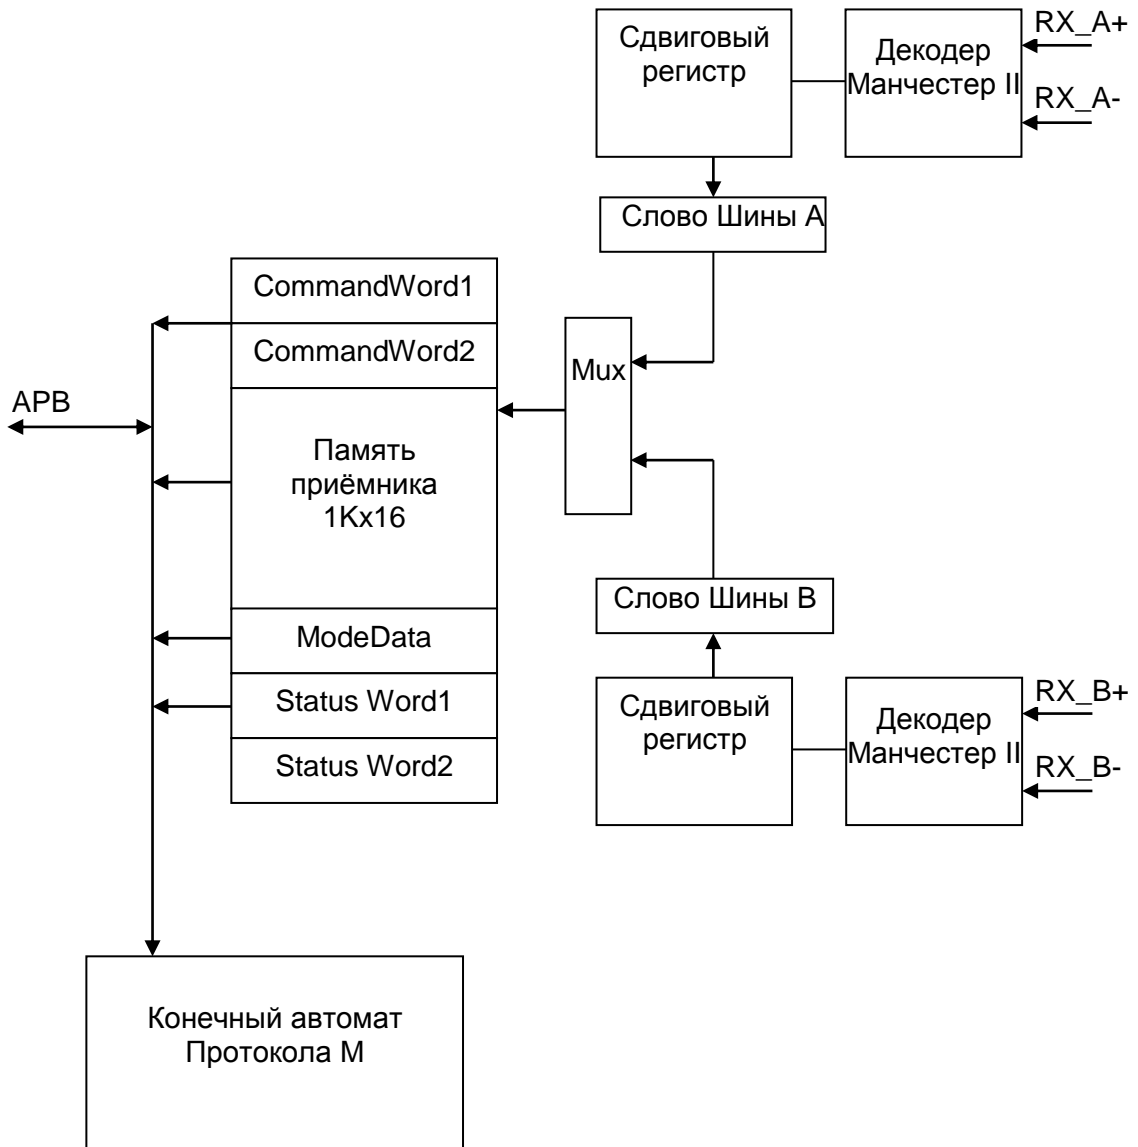 Сдвиговый
регистр
Декодер
Манчестер II
RX_A+
RX_A-
Слово Шины А
CommandWord1
CommandWord2
Mux
APB
Память
приёмника
1Kx16
Слово Шины В
ModeData
Status Word1
Status Word2
Сдвиговый
регистр
Декодер
Манчестер II
RX_B+
RX_B-
Конечный автомат
Протокола М